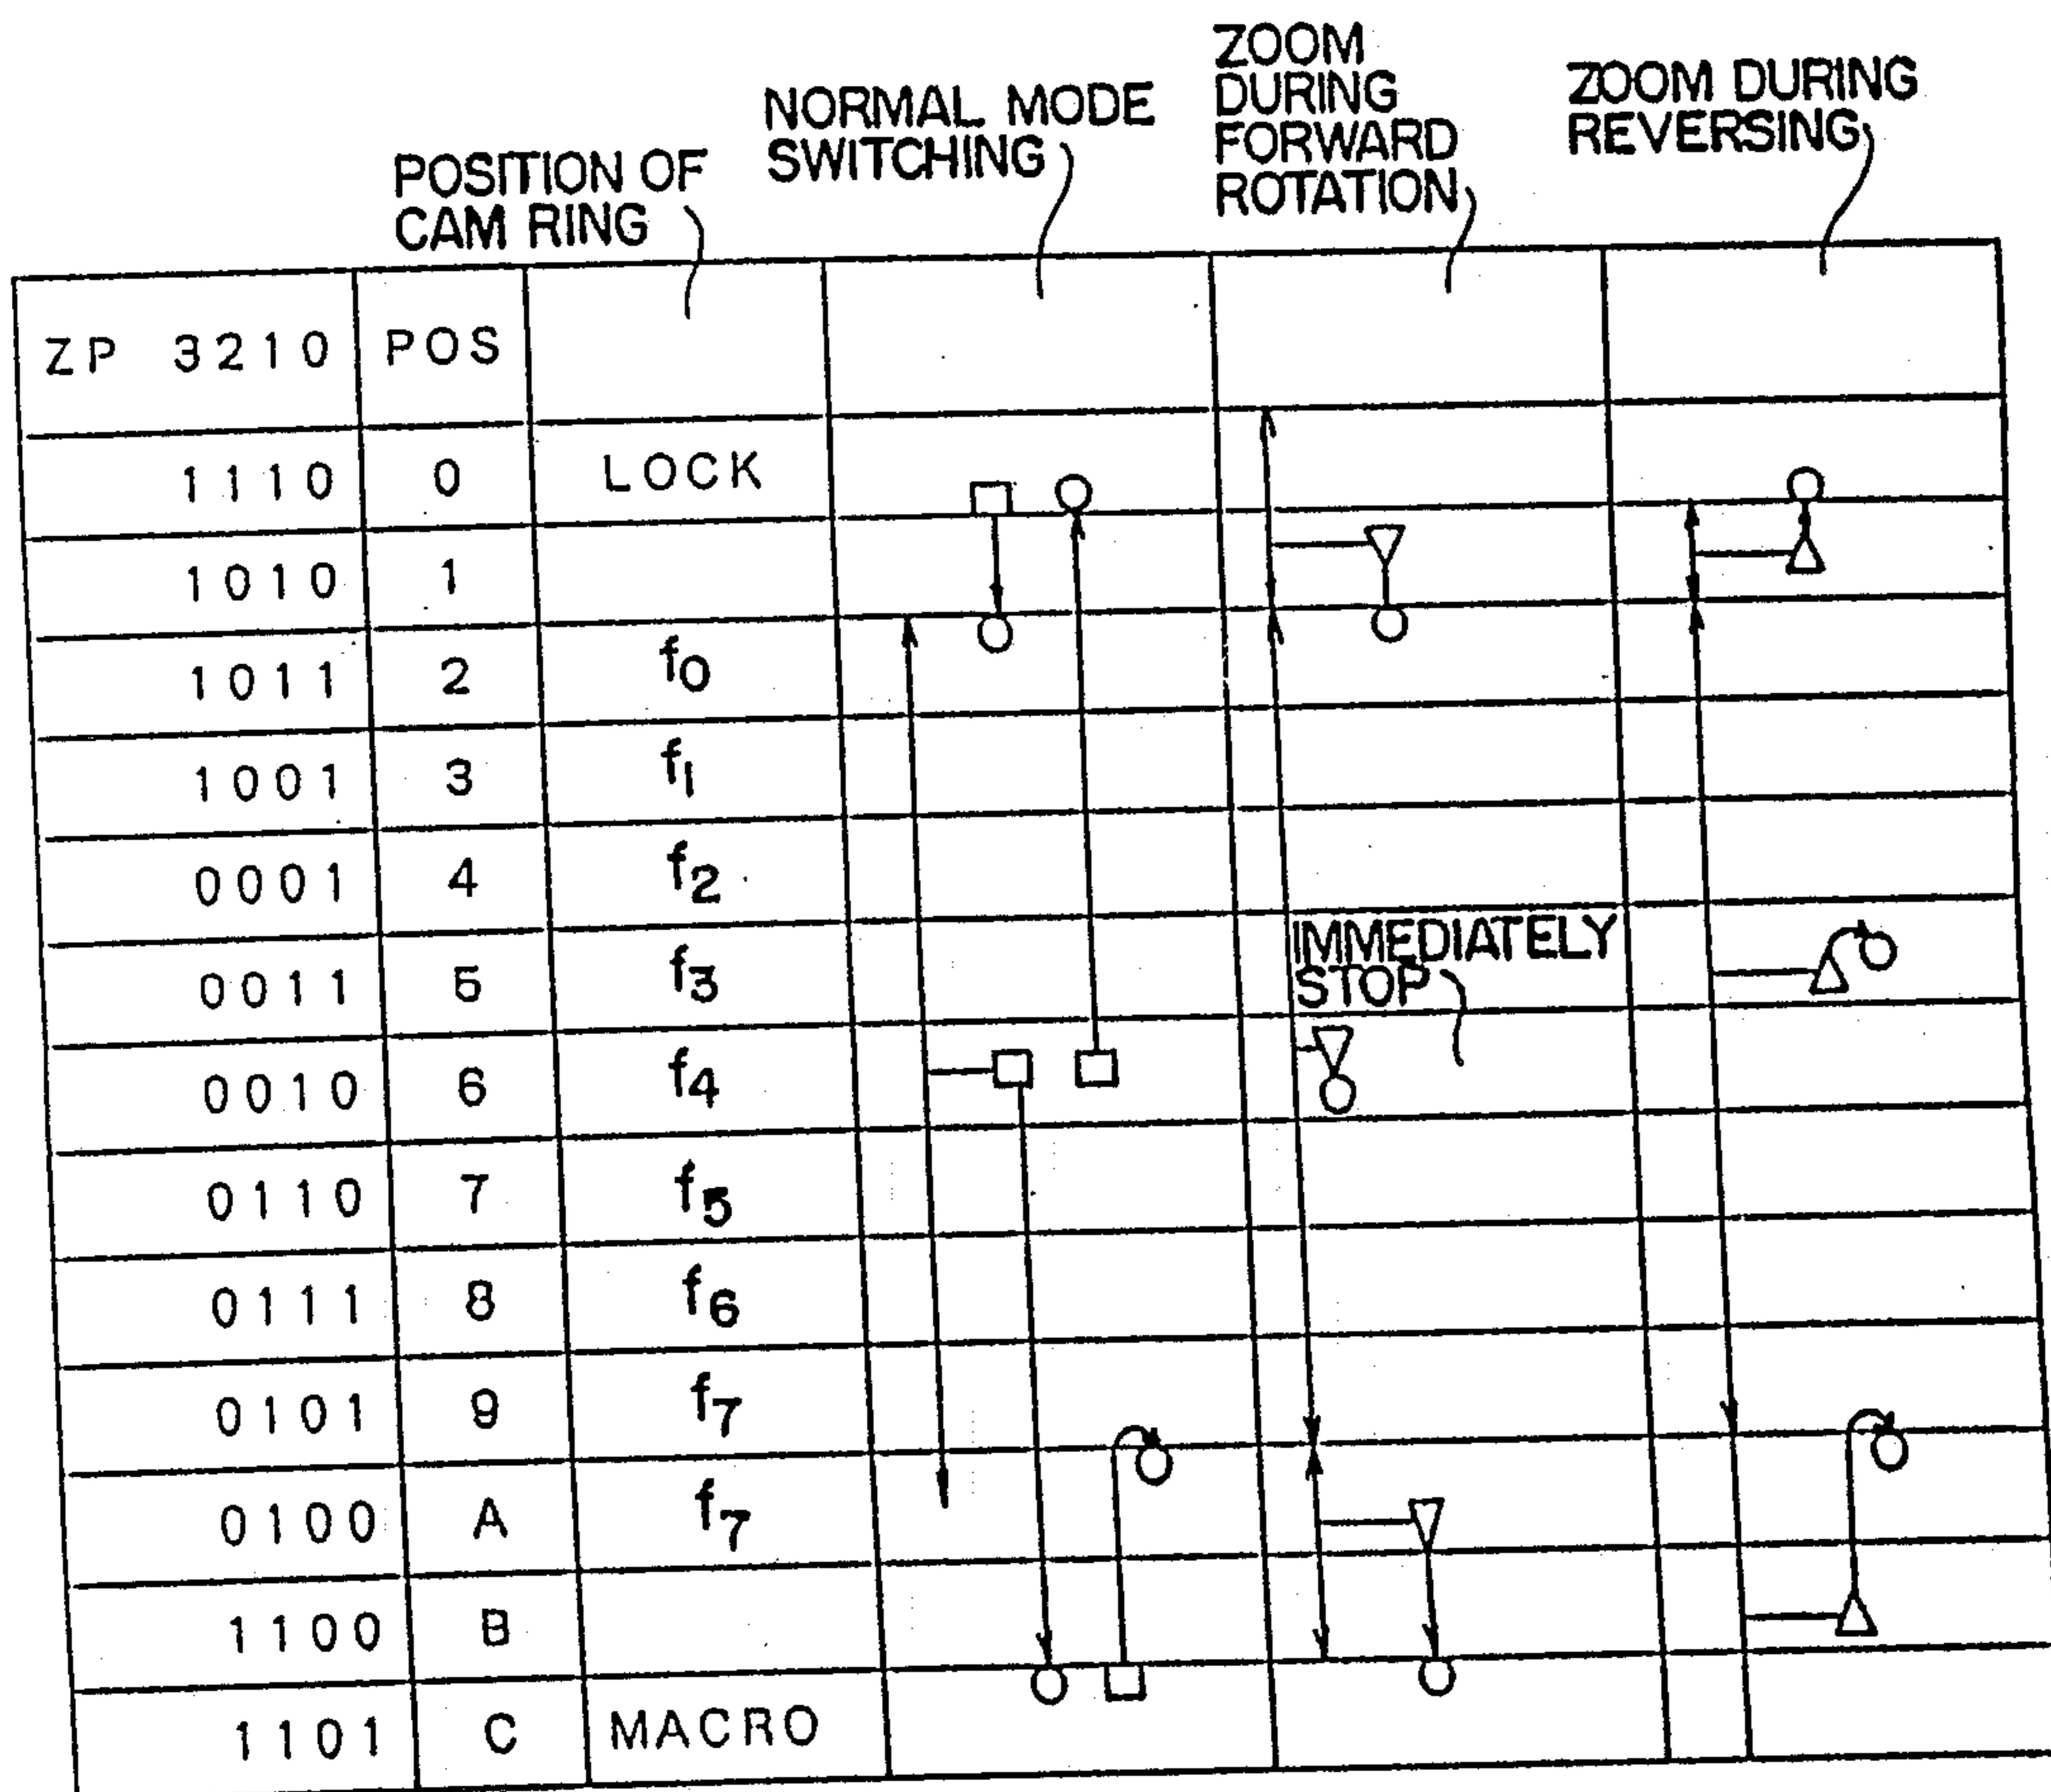 POSITION OF
CAM RING
NORMAL MODE
SWITCHING
ZOOM
DURING
FORWARD
ROTATION
ZOOM DURING
REVERSING
ZP 3210 POS
1110 0 LOCK
1010 1
1011 2 f0
1001 3 f1
0001 4 f2
0011 5 f3
IMMEDIATELY
STOP
0010 6 f4
0110 7 f5
0111 8 f6
0101 9 f7
0100 A f7
1100 B
1101 C MACRO